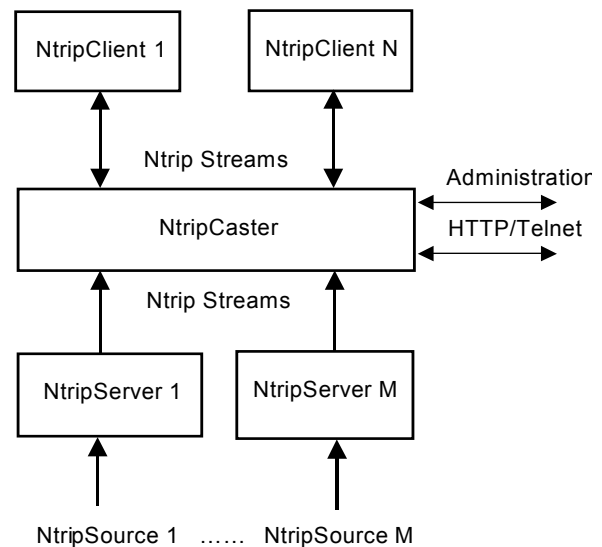 NtripClient 1
NtripClient N
Ntrip Streams
Administration
NtripCaster
HTTP/Telnet
Ntrip Streams
NtripServer 1
NtripServer M
NtripSource 1 …… NtripSource M